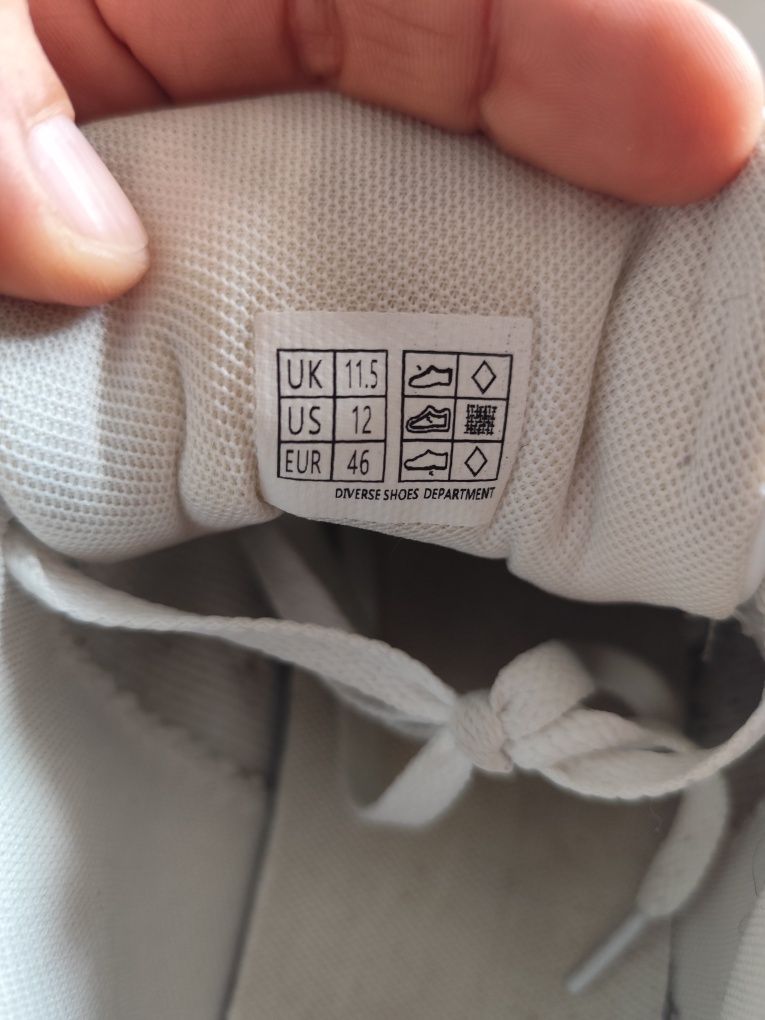 UK 11.5
US 12
EUR 46
DIVERSE SHOES DEPARTMENT